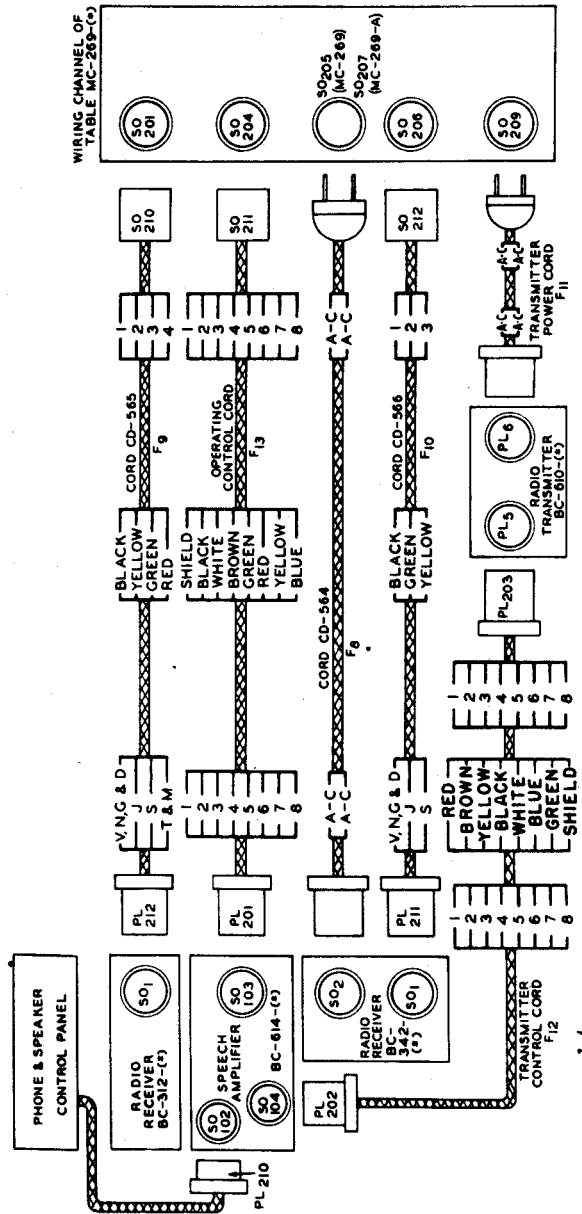 WIRING CHANNEL OF
TABLE MC-269-(*)
SO
201
SO
204
SO205
(MC-269)
SO207
(MC-269-A)
SO
206
SO
209
PHONE & SPEAKER
CONTROL PANEL
RADIO
RECEIVER
BC-312-(*)
SO1
PL
212
V,N,G & D
J
S
T & M
BLACK
YELLOW
GREEN
RED
CORD CD-565
F9
1
2
3
4
SO
210
SPEECH
AMPLIFIER
BC-614-(*)
SO
102
SO
103
SO
104
PL210
PL
201
1
2
3
4
5
6
7
8
SHIELD
BLACK
WHITE
BROWN
GREEN
RED
YELLOW
BLUE
OPERATING
CONTROL CORD
F13
1
2
3
4
5
6
7
8
SO
211
A-C
A-C
CORD CD-564
F8
A-C
A-C
RADIO
RECEIVER
BC-
342-
(*)
SO2
SO1
PL
211
V,N,G & D
J
S
BLACK
GREEN
YELLOW
CORD CD-566
F10
1
2
3
SO
212
PL
202
TRANSMITTER
CONTROL CORD
F12
1
2
3
4
5
6
7
8
RED
BROWN
YELLOW
BLACK
WHITE
BLUE
GREEN
SHIELD
1
2
3
4
5
6
7
8
PL203
PL5
PL6
RADIO
TRANSMITTER
BC-610-(*)
A-C
A-C
A-C
A-C
TRANSMITTER
POWER CORD
F11